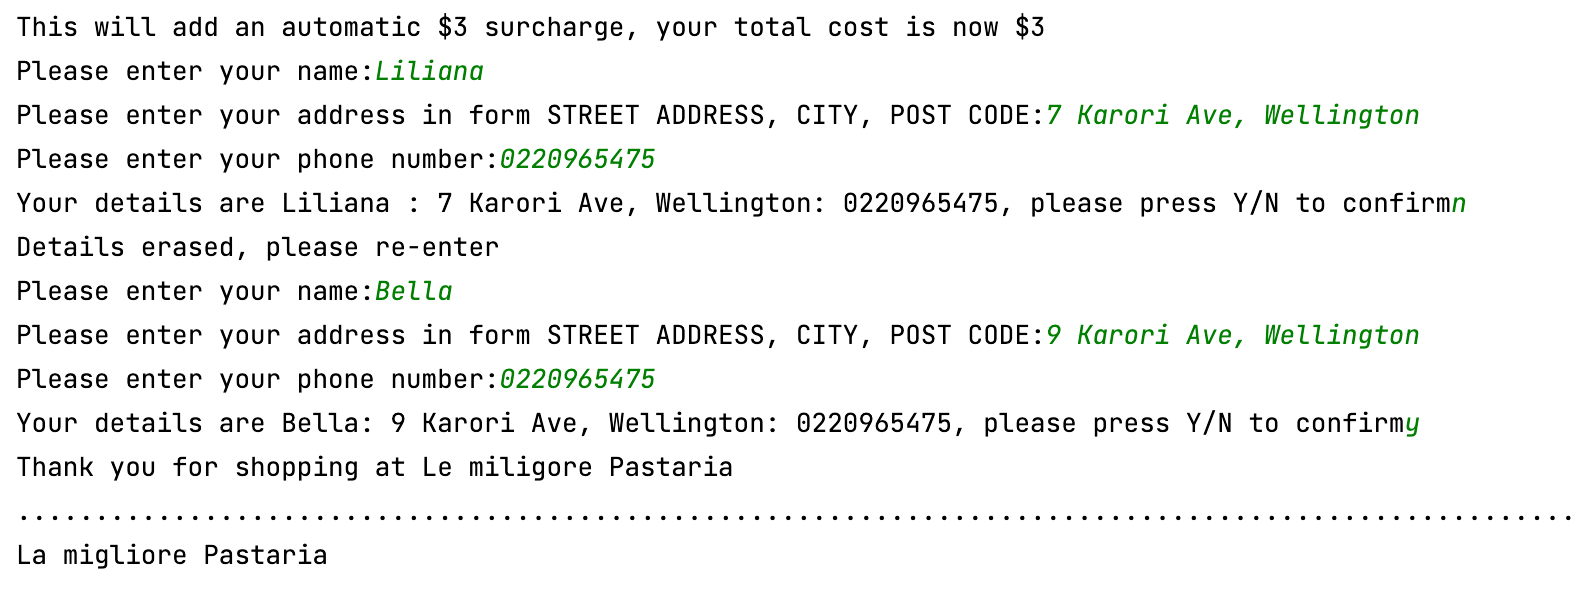 This will add an automatic $3 surcharge, your total cost is now $3
Please enter your name:Liliana
Please enter your address in form STREET ADDRESS, CITY, POST CODE:7 Karori Ave, Wellington
Please enter your phone number:0220965475
Your details are Liliana : 7 Karori Ave, Wellington: 0220965475, please press Y/N to confirmn
Details erased, please re-enter
Please enter your name:Bella
Please enter your address in form STREET ADDRESS, CITY, POST CODE:9 Karori Ave, Wellington
Please enter your phone number:0220965475
Your details are Bella: 9 Karori Ave, Wellington: 0220965475, please press Y/N to confirmy
Thank you for shopping at Le miligore Pastaria
....................................................................................................
La migliore Pastaria